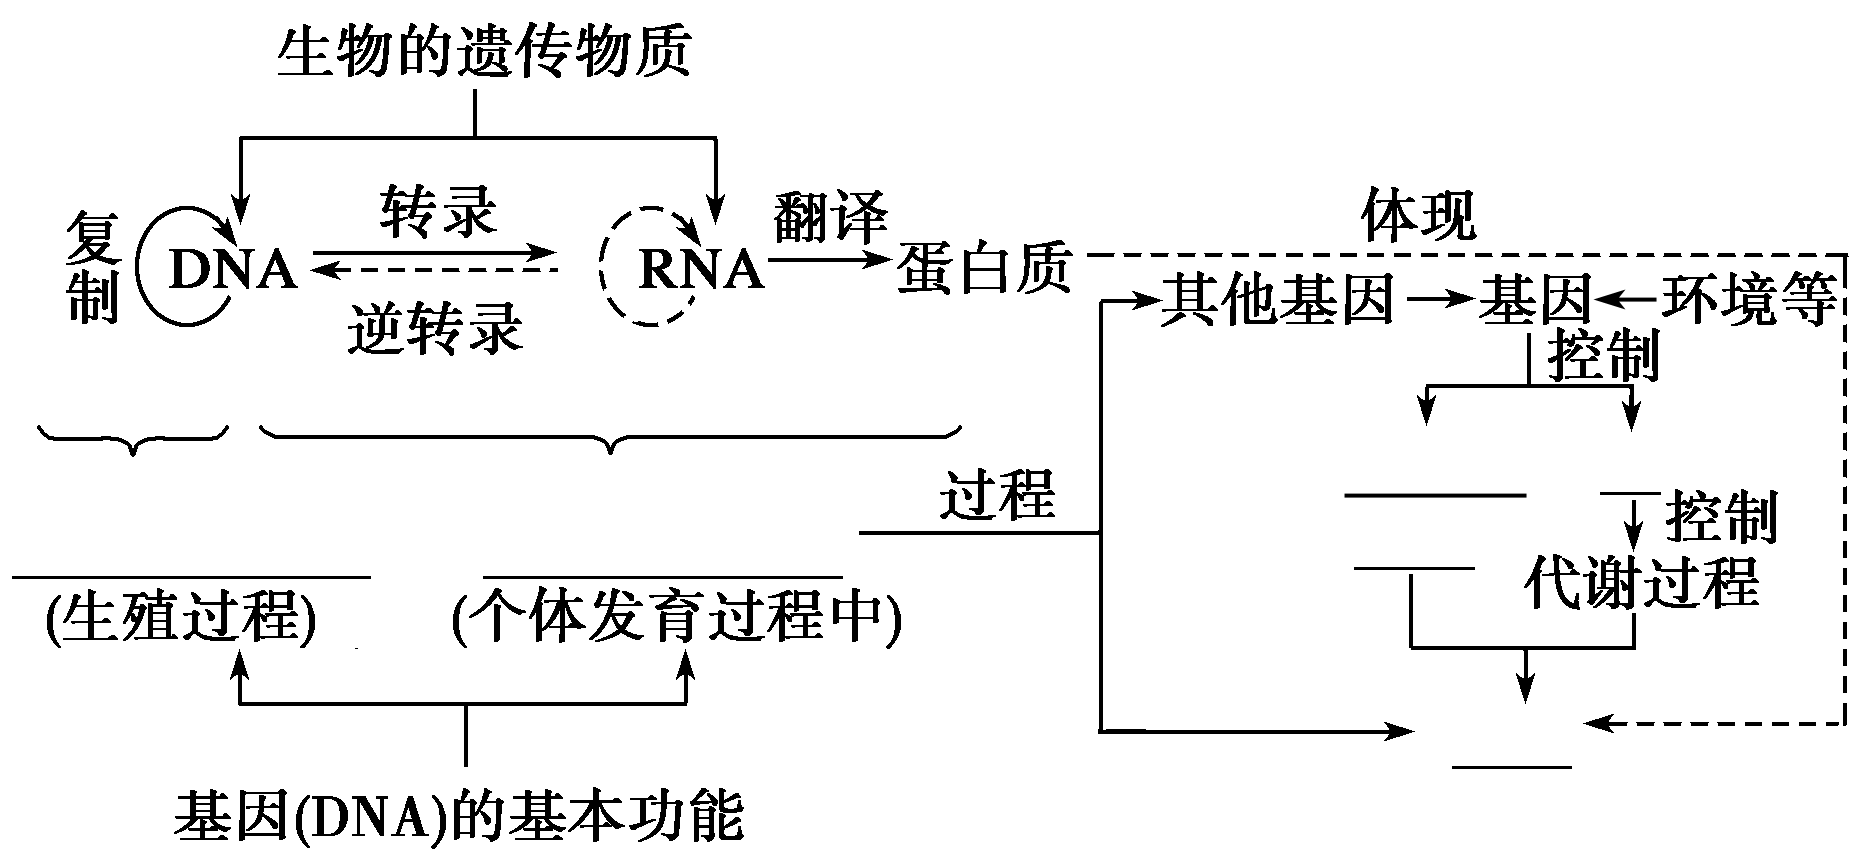 生物的遗传物质
复制
DNA
转录
逆转录
RNA
翻译
蛋白质
体现
其他基因
基因
环境等
控制
过程
控制
代谢过程
(生殖过程)
(个体发育过程中)
基因(DNA)的基本功能